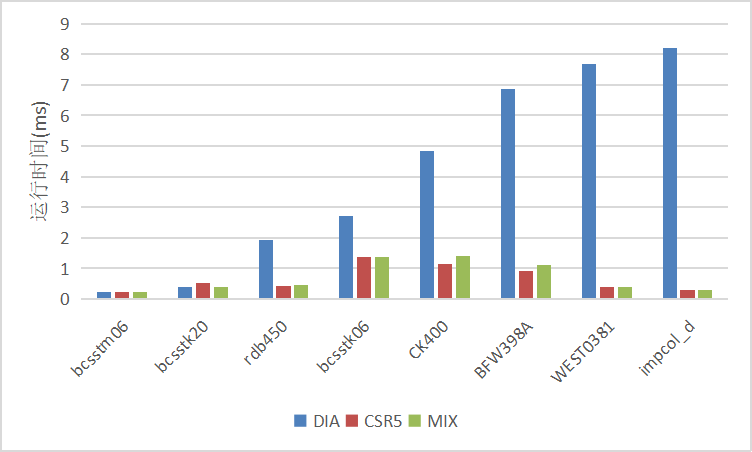 9
8
7
6
5
4
3
2
1
0
运行时间(ms)
bcsstm06
bcsstk20
rdb450
bcsstk06
CK400
BFW398A
WEST0381
impcol_d
DIA CSR5 MIX